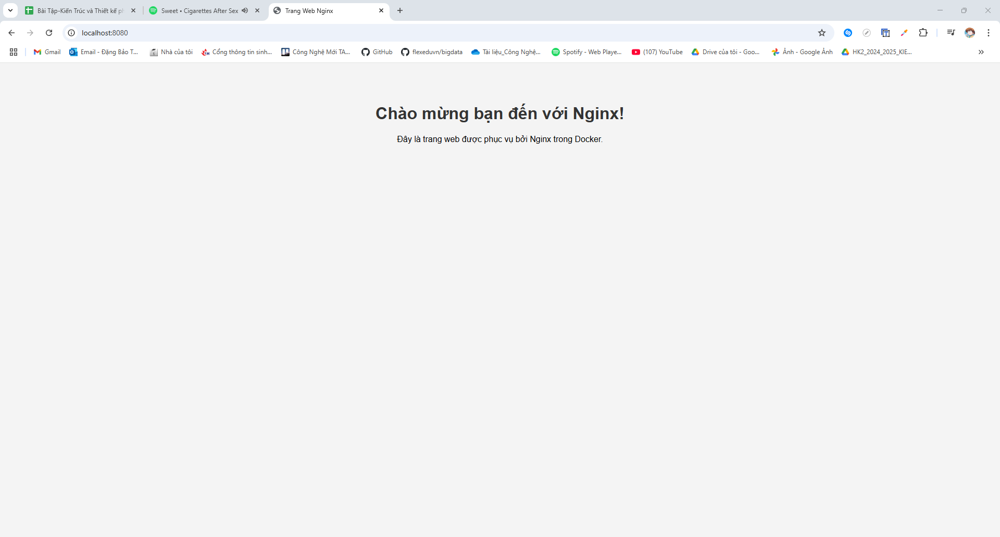 Bài Tập-Kiến Trúc và Thiết kế ph
Sweet • Cigarettes After Sex
Trang Web Nginx
localhost:8080
Gmail
Email - Đặng Bảo T...
Nhà của tôi
Cổng thông tin sinh...
Công Nghệ Mới TA...
GitHub
flexeduvn/bigdata
Tài liệu_Công Nghệ...
Spotify - Web Playe...
(107) YouTube
Drive của tôi - Goo...
Ảnh - Google Ảnh
HK2_2024_2025_KIE...
Chào mừng bạn đến với Nginx!
Đây là trang web được phục vụ bởi Nginx trong Docker.